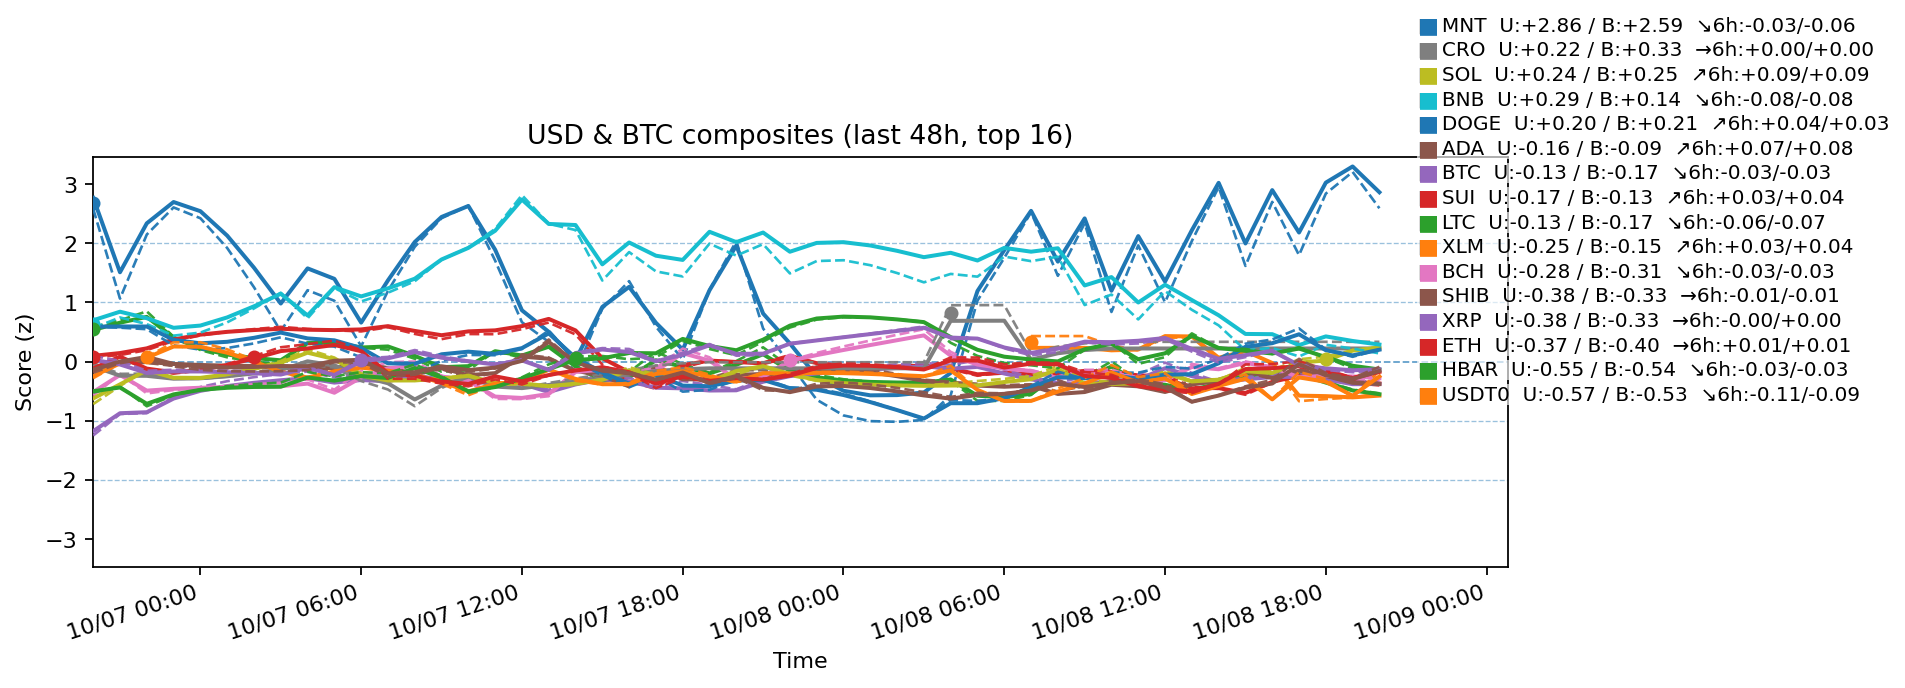 MNT U:+2.86 / B:+2.59 ↘6h:-0.03/-0.06
CRO U:+0.22 / B:+0.33 →6h:+0.00/+0.00
SOL U:+0.24 / B:+0.25 ↗6h:+0.09/+0.09
BNB U:+0.29 / B:+0.14 ↘6h:-0.08/-0.08
DOGE U:+0.20 / B:+0.21 ↗6h:+0.04/+0.03
ADA U:-0.16 / B:-0.09 ↗6h:+0.07/+0.08
BTC U:-0.13 / B:-0.17 ↘6h:-0.03/-0.03
SUI U:-0.17 / B:-0.13 ↗6h:+0.03/+0.04
LTC U:-0.13 / B:-0.17 ↘6h:-0.06/-0.07
XLM U:-0.25 / B:-0.15 ↗6h:+0.03/+0.04
BCH U:-0.28 / B:-0.31 ↘6h:-0.03/-0.03
SHIB U:-0.38 / B:-0.33 →6h:-0.01/-0.01
XRP U:-0.38 / B:-0.33 →6h:-0.00/+0.00
ETH U:-0.37 / B:-0.40 →6h:+0.01/+0.01
HBAR U:-0.55 / B:-0.54 ↘6h:-0.03/-0.03
USDT0 U:-0.57 / B:-0.53 ↘6h:-0.11/-0.09
USD & BTC composites (last 48h, top 16)
Score (z)
3
2
1
0
−1
−2
−3
10/07 00:00
10/07 06:00
10/07 12:00
10/07 18:00
10/08 00:00
10/08 06:00
10/08 12:00
10/08 18:00
10/09 00:00
Time